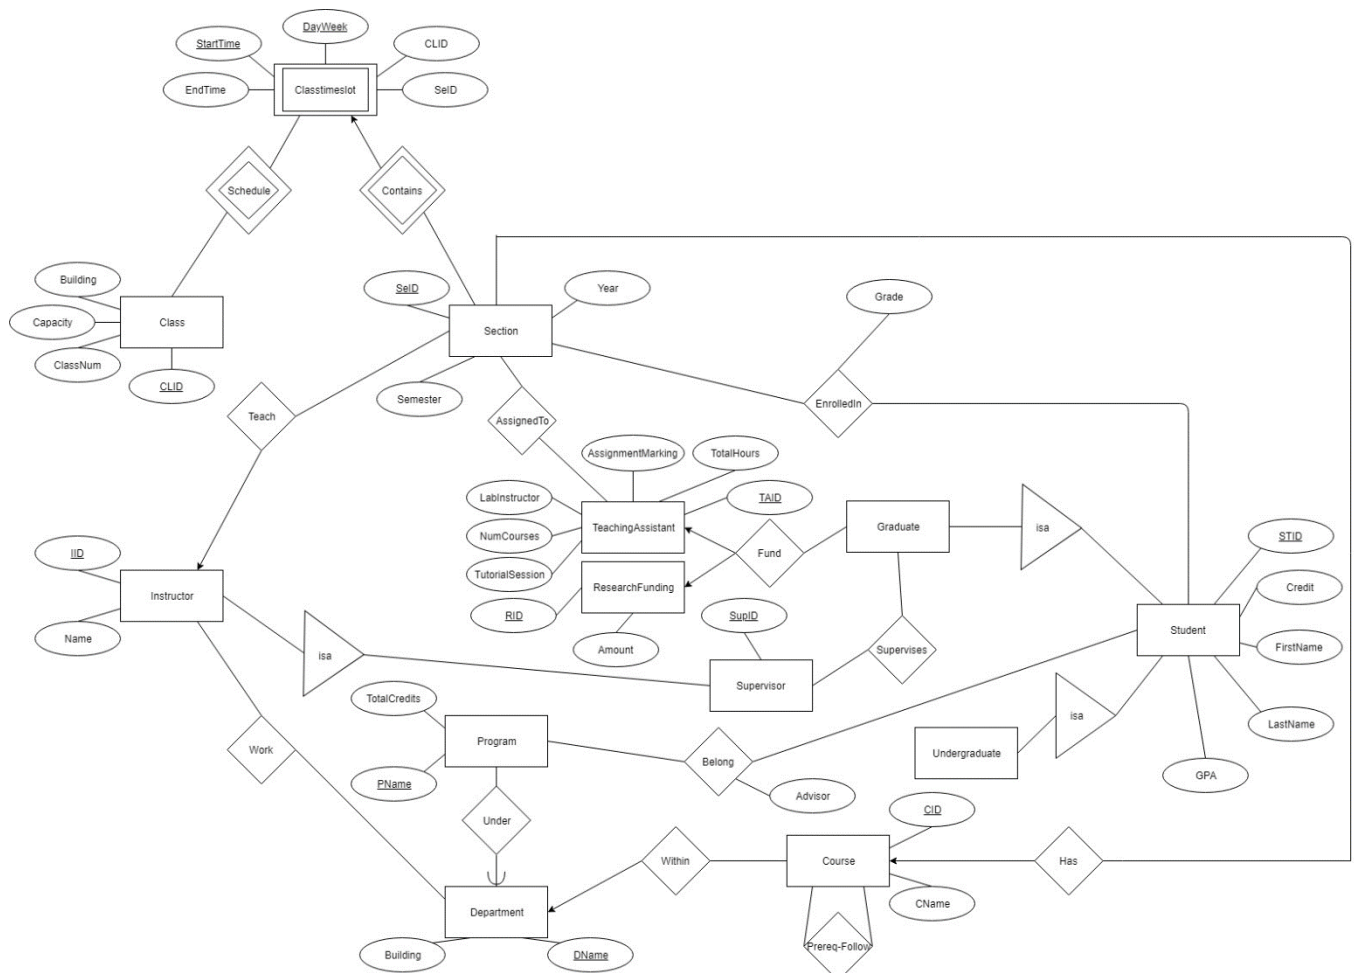 DayWeek
StartTime
CLID
EndTime
Classtimeslot
SeID
Schedule
Contains
Building
SeID
Year
Grade
Capacity
Class
Section
ClassNum
CLID
Semester
EnrolledIn
Teach
AssignedTo
AssignmentMarking
TotalHours
LabInstructor
TAID
TeachingAssistant
Graduate
isa
NumCourses
STID
IID
Fund
TutorialSession
ResearchFunding
Credit
Instructor
RID
SupID
Student
Name
Amount
Supervises
FirstName
isa
Supervisor
TotalCredits
isa
LastName
Program
Work
Undergraduate
Belong
PName
GPA
Advisor
CID
Under
Within
Course
Has
CName
Department
Prereq-Follow
Building
DName